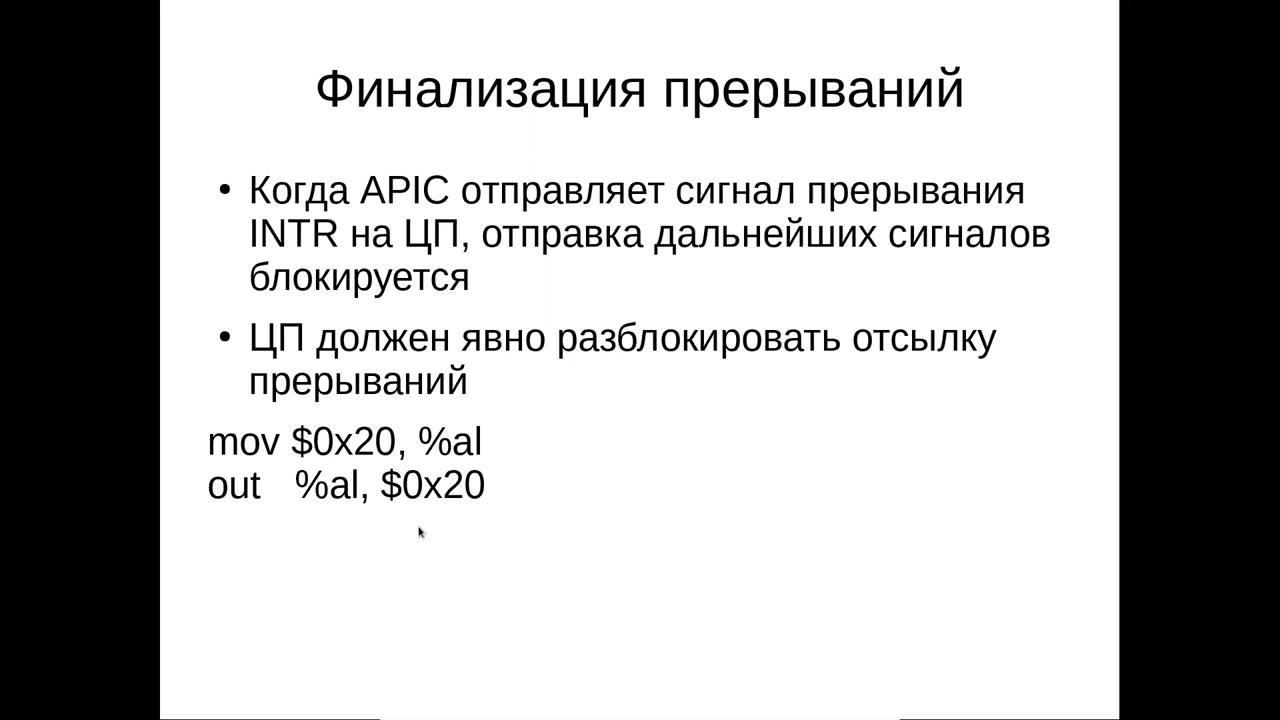 Финализация прерываний
• Когда APIC отправляет сигнал прерывания
INTR на ЦП, отправка дальнейших сигналов
блокируется
• ЦП должен явно разблокировать отсылку
прерываний
mov $0x20, %al
out %al, $0x20